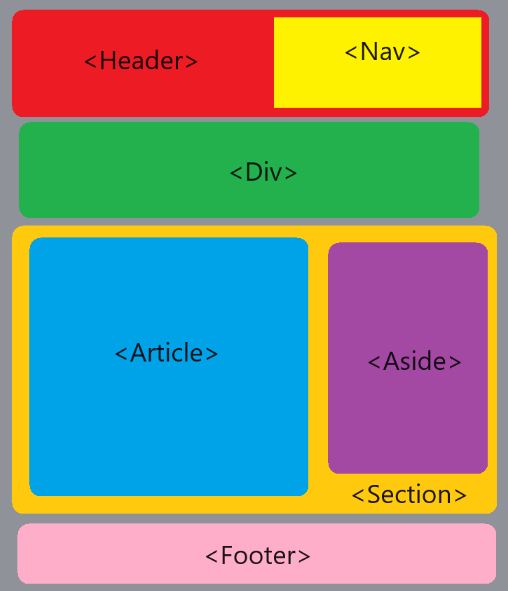 <Header>
<Nav>
<Div>
<Article>
<Aside>
<Section>
<Footer>